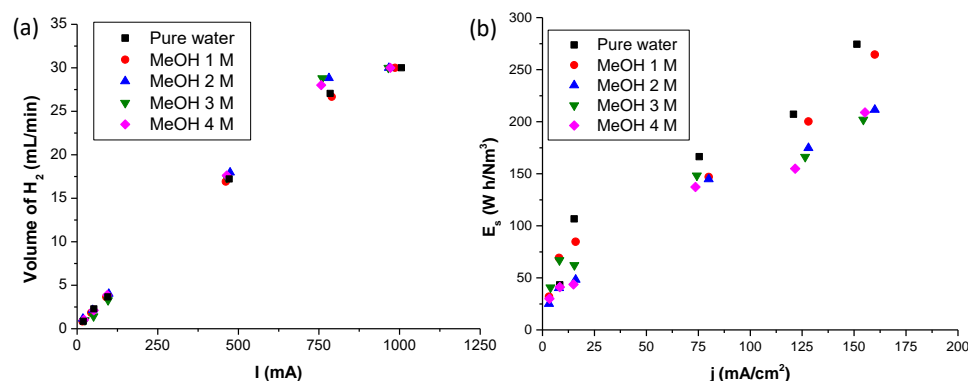 (a)
35
30
25
20
15
10
5
0
Volume of H2 (mL/min)
Pure water
MeOH 1 M
MeOH 2 M
MeOH 3 M
MeOH 4 M
0 250 500 750 1000 1250
I (mA)
(b)
300
250
200
150
100
50
0
Es (W h/Nm³)
Pure water
MeOH 1 M
MeOH 2 M
MeOH 3 M
MeOH 4 M
0 25 50 75 100 125 150 175 200
j (mA/cm²)